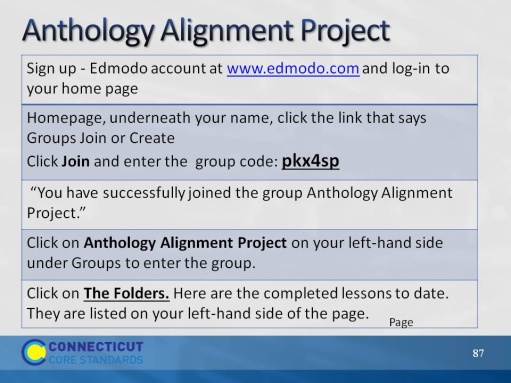 Anthology Alignment Project
Sign up - Edmodo account at www.edmodo.com and log-in to
your home page
Homepage, underneath your name, click the link that says
Groups Join or Create
Click Join and enter the group code: pkx4sp
“You have successfully joined the group Anthology Alignment
Project.”
Click on Anthology Alignment Project on your left-hand side
under Groups to enter the group.
Click on The Folders. Here are the completed lessons to date.
They are listed on your left-hand side of the page.
Page
CONNECTICUT
CORE STANDARDS
87